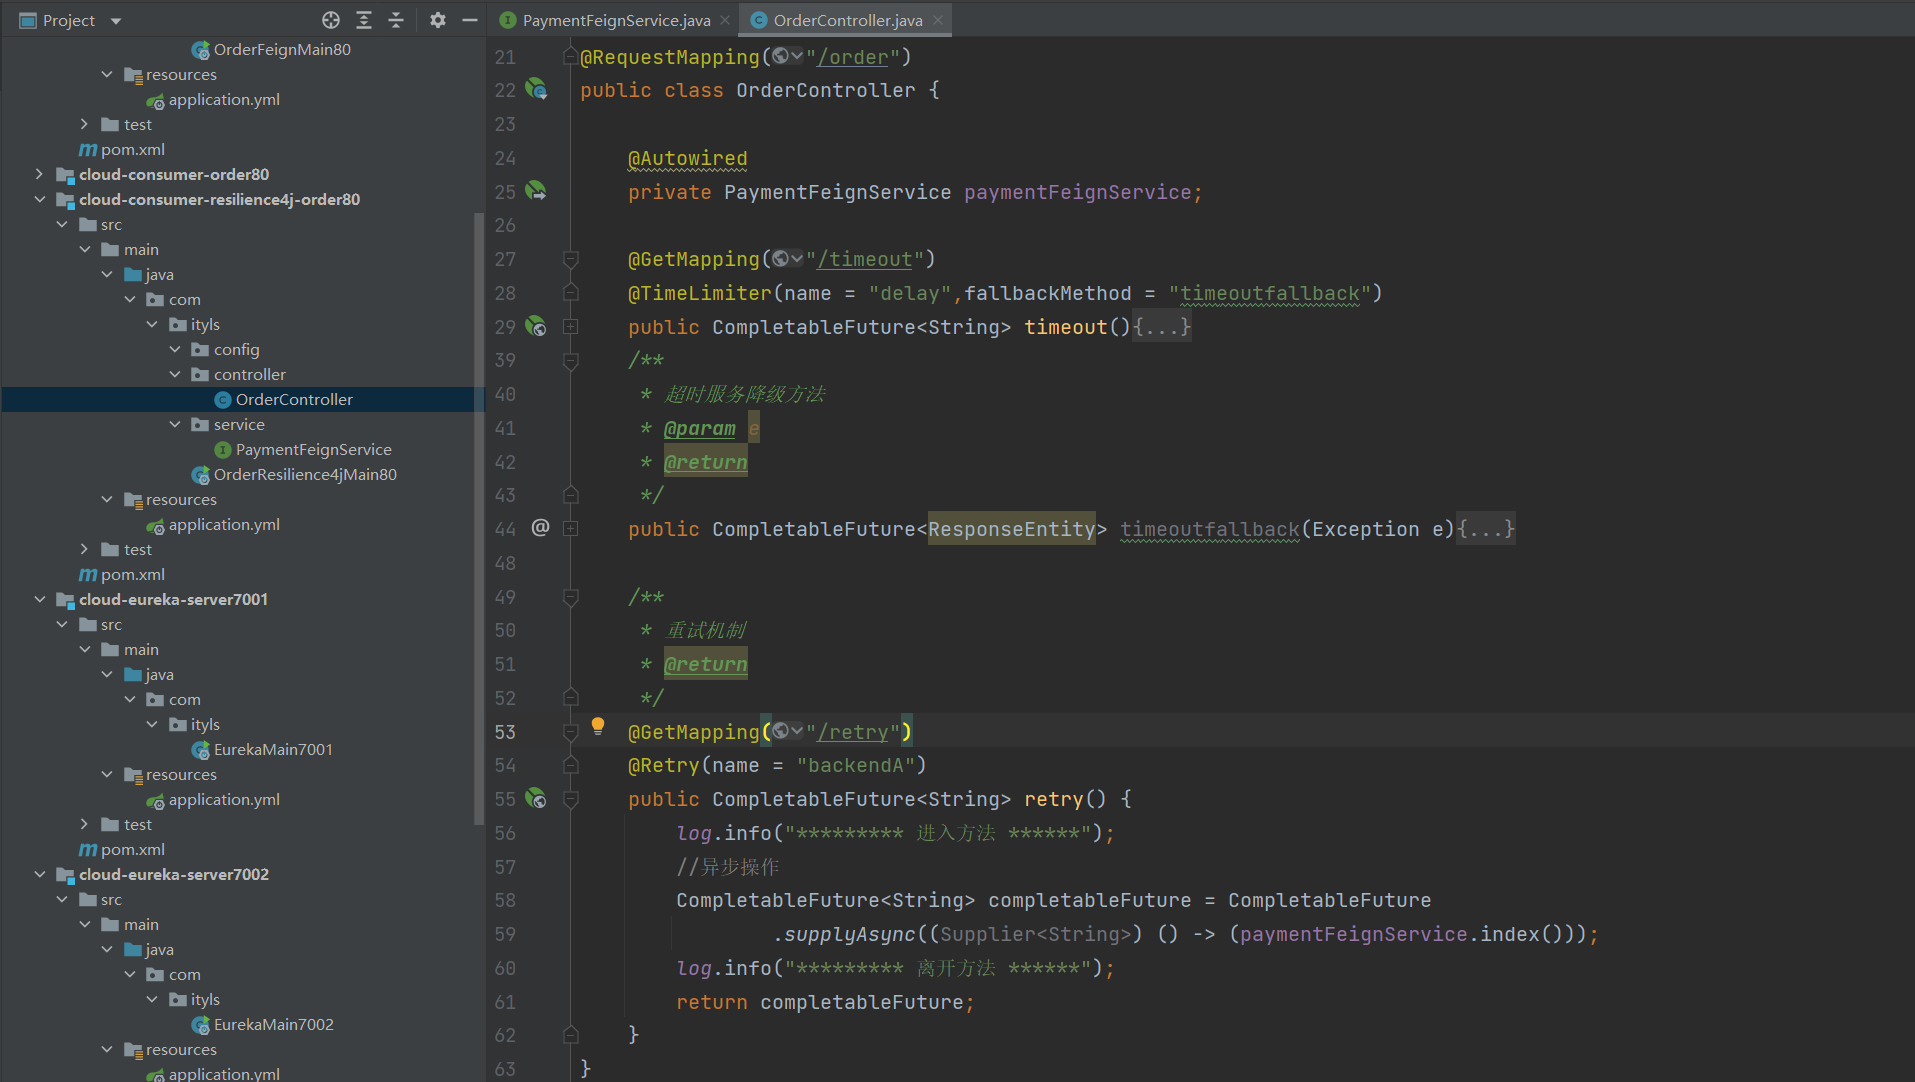 Project
OrderFeignMain80
resources
application.yml
test
pom.xml
cloud-consumer-order80
cloud-consumer-resilience4j-order80
src
main
java
com
ityls
config
controller
OrderController
service
PaymentFeignService
OrderResilience4jMain80
resources
application.yml
test
pom.xml
cloud-eureka-server7001
src
main
java
com
ityls
EurekaMain7001
resources
application.yml
test
pom.xml
cloud-eureka-server7002
src
main
java
com
ityls
EurekaMain7002
resources
application.yml
PaymentFeignService.java OrderController.java
21 @RequestMapping("/order")
22 public class OrderController {
23
24 @Autowired
25 private PaymentFeignService paymentFeignService;
26
27 @GetMapping("/timeout")
28 @TimeLimiter(name = "delay",fallbackMethod = "timeoutfallback")
29 public CompletableFuture<String> timeout(){...}
39 /**
40 * 超时服务降级方法
41 * @param e
42 * @return
43 */
44 @ public CompletableFuture<ResponseEntity> timeoutfallback(Exception e){...}
48
49 /**
50 * 重试机制
51 * @return
52 */
53 @GetMapping("/retry")
54 @Retry(name = "backendA")
55 public CompletableFuture<String> retry() {
56 log.info("********* 进入方法 ******");
57 //异步操作
58 CompletableFuture<String> completableFuture = CompletableFuture
59 .supplyAsync((Supplier<String>) () -> (paymentFeignService.index()));
60 log.info("********* 离开方法 ******");
61 return completableFuture;
62 }
63 }